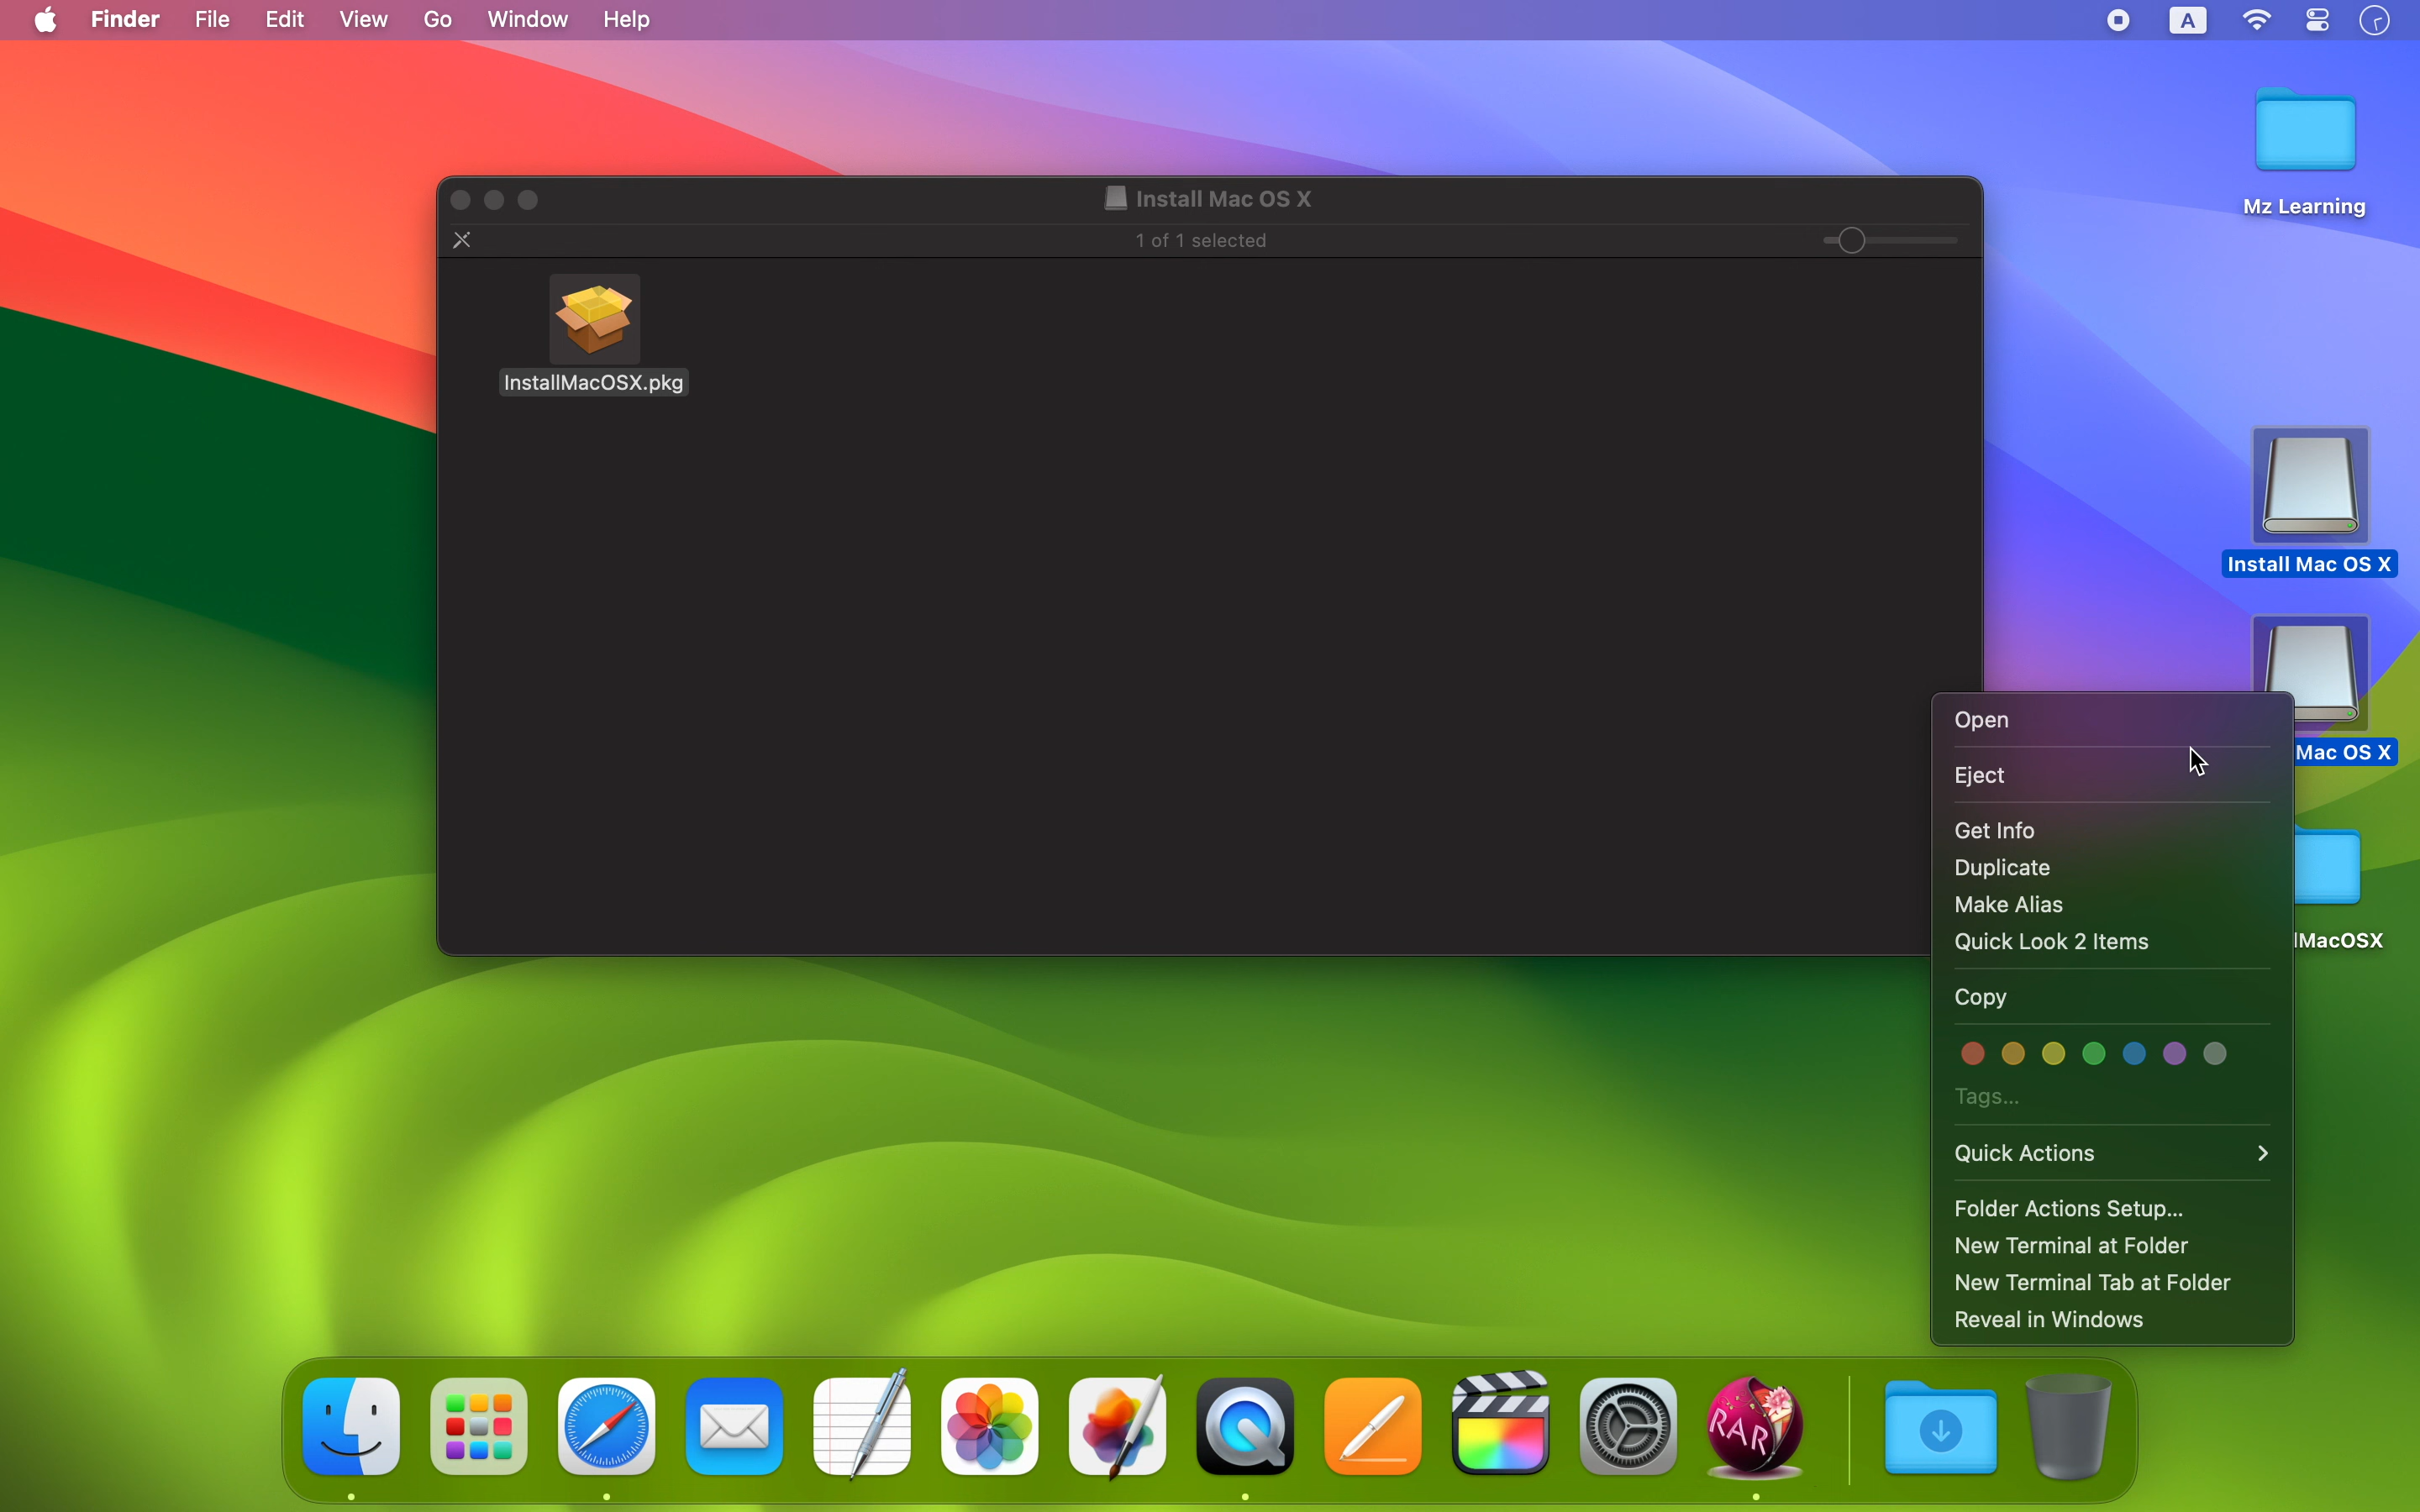 Finder File Edit View Go Window Help A
Install Mac OS X
1 of 1 selected
InstallMacOSX.pkg
Mz Learning
Install Mac OS X
Mac OS X
lMacOSX
Open
Eject
Get Info
Duplicate
Make Alias
Quick Look 2 Items
Copy
Tags...
Quick Actions
Folder Actions Setup...
New Terminal at Folder
New Terminal Tab at Folder
Reveal in Windows
RAR